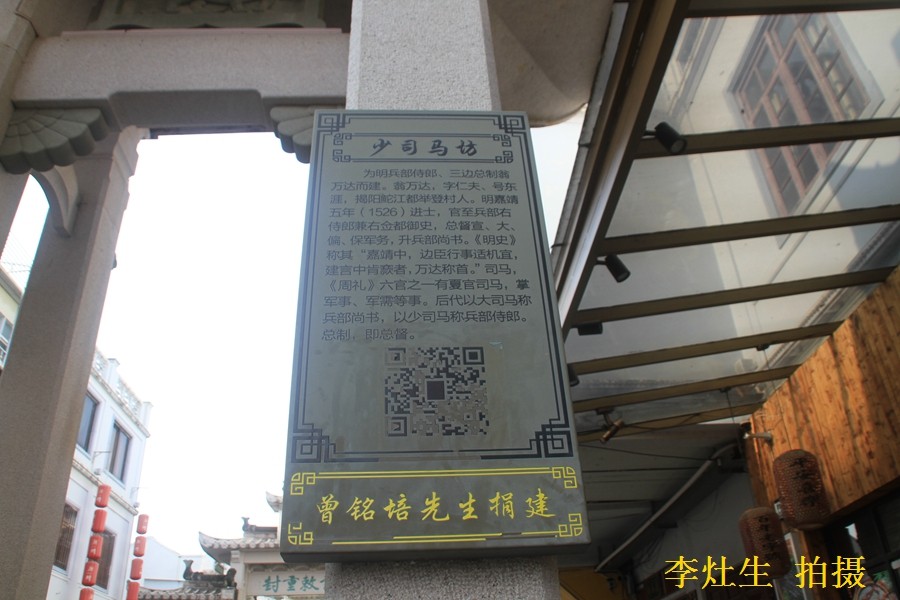 少司马坊
为明兵部侍郎、三边总制翁
万达而建。翁万达，字仁夫、号东
涯，揭阳鮀江都举登村人。明嘉靖
五年（1526）进士，官至兵部右
侍郎兼右佥都御史，总督宣、大、
偏、保军务，升兵部尚书。《明史》
称其“嘉靖中，边臣行事适机宜，
建言中肯窾者，万达称首。”司马，
《周礼》六官之一有夏官司马，掌
军事、军需等事。后代以大司马称
兵部尚书，以少司马称兵部侍郎。
总制，即总督。
曾铭培先生捐建
封重敕
李灶生 拍摄